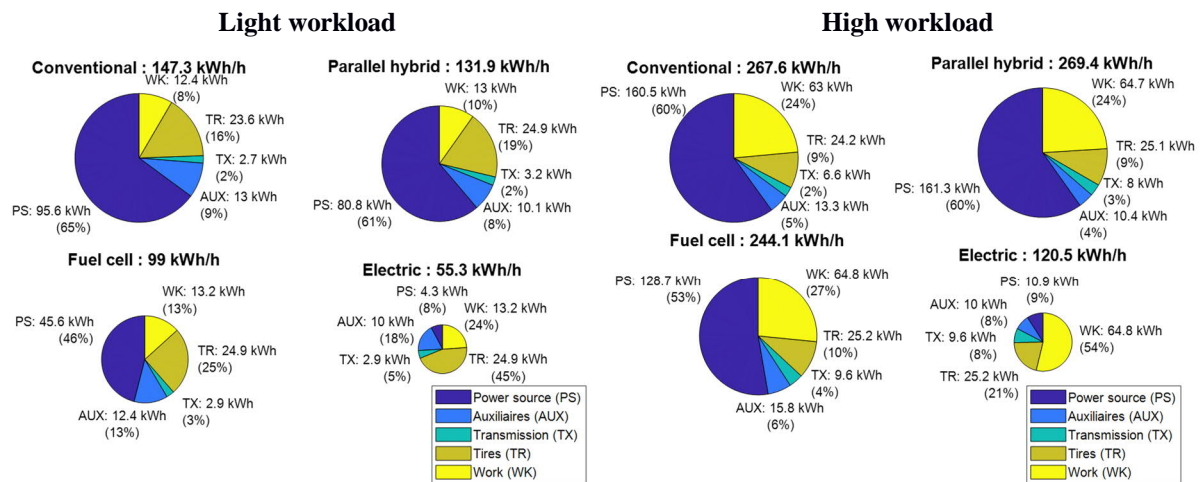 Light workload
Conventional : 147.3 kWh/h
WK: 12.4 kWh
(8%)
TR: 23.6 kWh
(16%)
TX: 2.7 kWh
(2%)
AUX: 13 kWh
(9%)
PS: 95.6 kWh
(65%)
Parallel hybrid : 131.9 kWh/h
WK: 13 kWh
(10%)
TR: 24.9 kWh
(19%)
TX: 3.2 kWh
(2%)
AUX: 10.1 kWh
(8%)
PS: 80.8 kWh
(61%)
Fuel cell : 99 kWh/h
WK: 13.2 kWh
(13%)
PS: 45.6 kWh
(46%)
TR: 24.9 kWh
(25%)
TX: 2.9 kWh
(3%)
AUX: 12.4 kWh
(13%)
Electric : 55.3 kWh/h
PS: 4.3 kWh
(8%)
WK: 13.2 kWh
(24%)
AUX: 10 kWh
(18%)
TX: 2.9 kWh
(5%)
TR: 24.9 kWh
(45%)
Power source (PS)
Auxiliaires (AUX)
Transmission (TX)
Tires (TR)
Work (WK)
High workload
Conventional : 267.6 kWh/h
PS: 160.5 kWh
(60%)
WK: 63 kWh
(24%)
TR: 24.2 kWh
(9%)
TX: 6.6 kWh
(2%)
AUX: 13.3 kWh
(5%)
Parallel hybrid : 269.4 kWh/h
WK: 64.7 kWh
(24%)
TR: 25.1 kWh
(9%)
TX: 8 kWh
(3%)
AUX: 10.4 kWh
(4%)
PS: 161.3 kWh
(60%)
Fuel cell : 244.1 kWh/h
PS: 128.7 kWh
(53%)
WK: 64.8 kWh
(27%)
TR: 25.2 kWh
(10%)
TX: 9.6 kWh
(4%)
AUX: 15.8 kWh
(6%)
Electric : 120.5 kWh/h
PS: 10.9 kWh
(9%)
AUX: 10 kWh
(8%)
TX: 9.6 kWh
(8%)
WK: 64.8 kWh
(54%)
TR: 25.2 kWh
(21%)
Power source (PS)
Auxiliaires (AUX)
Transmission (TX)
Tires (TR)
Work (WK)